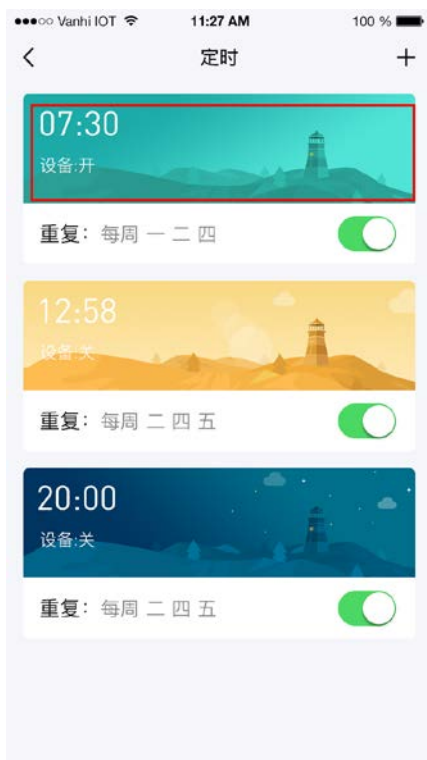 Vanhi IOT 11:27 AM 100 %
定时
07:30
设备:开
重复：每周 一 二 四
12:58
设备:关
重复：每周 二 四 五
20:00
设备:关
重复：每周 二 四 五